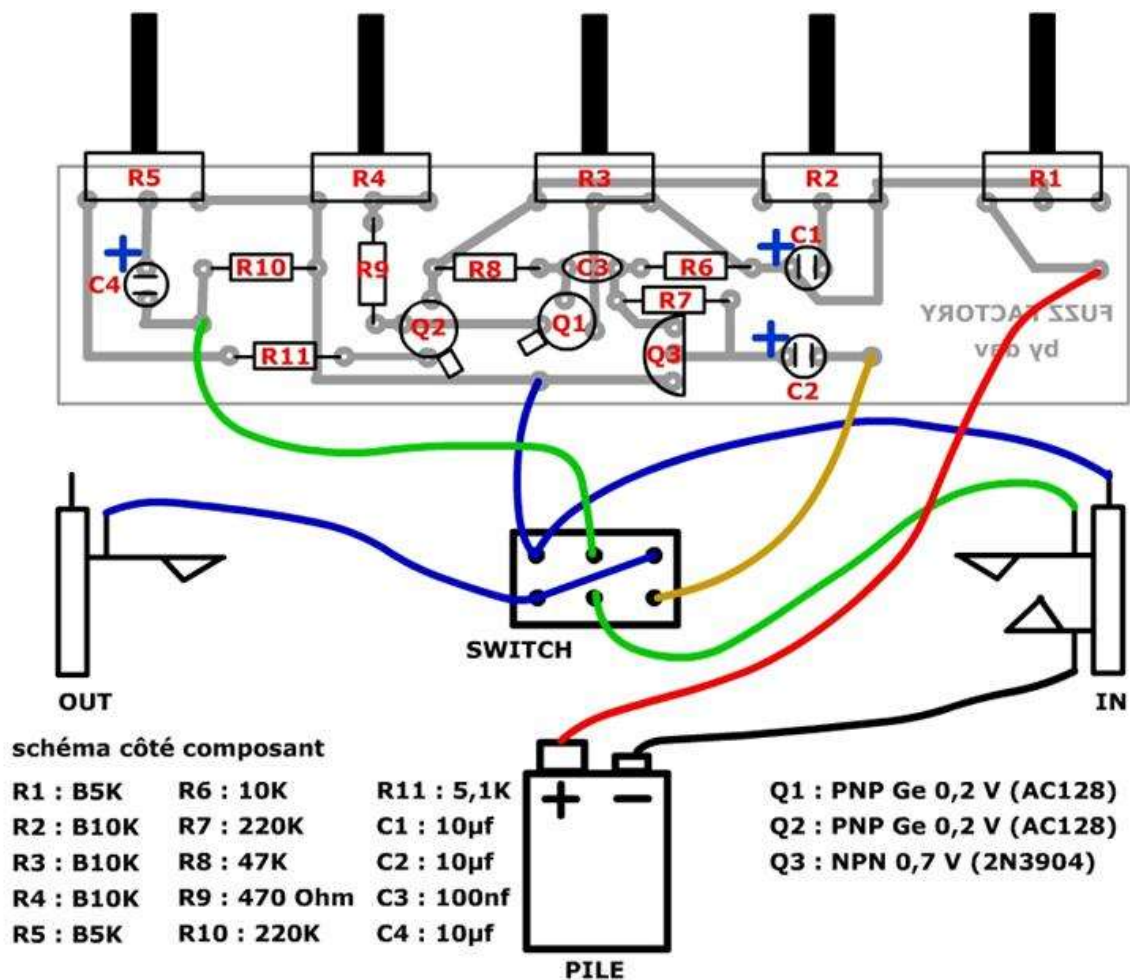 R5 R4 R3 R2 R1
C1
C4 R10 R9 R8 C3 R6
R7
Q2 Q1
FUZZ FACTORY
R11 Q3
by dav
C2
SWITCH
OUT
IN
schéma côté composant
R1 : B5K R6 : 10K R11 : 5,1K
R2 : B10K R7 : 220K C1 : 10µf
R3 : B10K R8 : 47K C2 : 10µf
R4 : B10K R9 : 470 Ohm C3 : 100nf
R5 : B5K R10 : 220K C4 : 10µf
+ −
Q1 : PNP Ge 0,2 V (AC128)
Q2 : PNP Ge 0,2 V (AC128)
Q3 : NPN 0,7 V (2N3904)
PILE